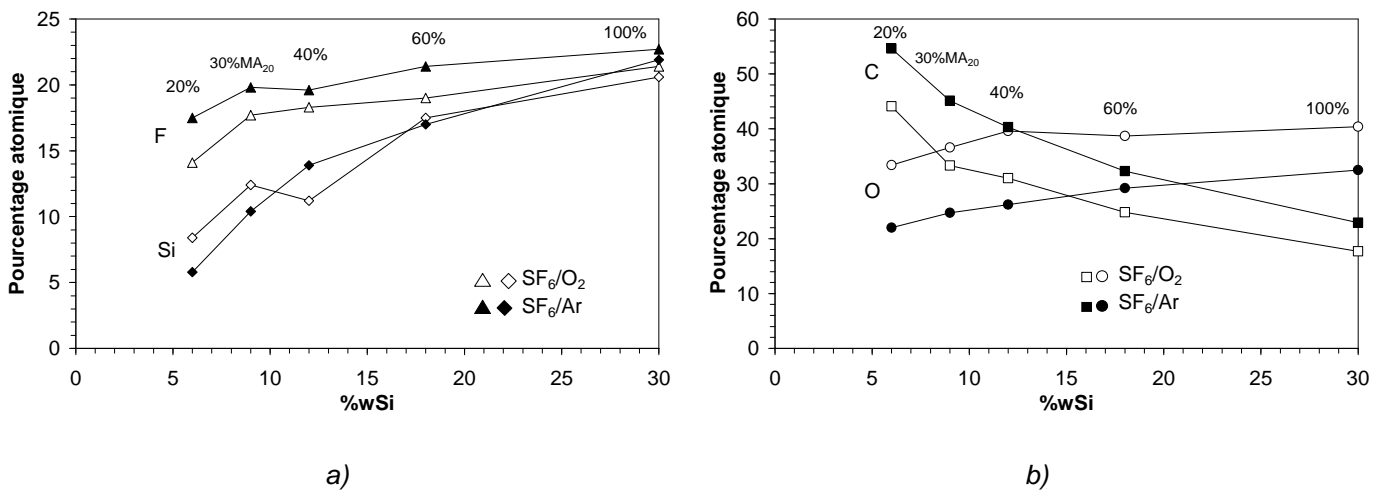 25
20
15
10
5
0
Pourcentage atomique
20%
30%MA₂₀
40%
60%
100%
F
Si
SF₆/O₂
SF₆/Ar
0 5 10 15 20 25 30
%wSi
a)
60
50
40
30
20
10
0
Pourcentage atomique
20%
30%MA₂₀
40%
60%
100%
C
O
SF₆/O₂
SF₆/Ar
0 5 10 15 20 25 30
%wSi
b)